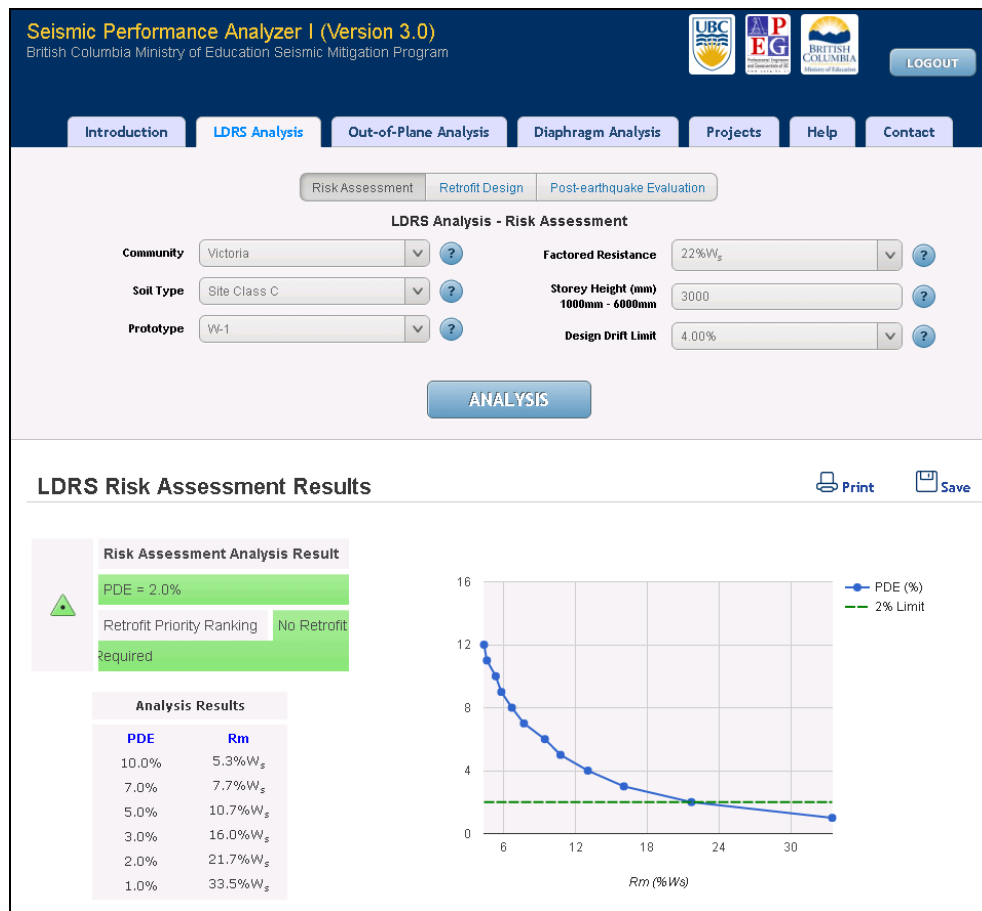 Seismic Performance Analyzer I (Version 3.0)
British Columbia Ministry of Education Seismic Mitigation Program
UBC
A P
EG
BRITISH
COLUMBIA
Ministry of Education
LOGOUT
Introduction LDRS Analysis Out-of-Plane Analysis Diaphragm Analysis Projects Help Contact
Risk Assessment Retrofit Design Post-earthquake Evaluation
LDRS Analysis - Risk Assessment
Community Victoria ? Factored Resistance 22%Wₛ ?
Soil Type Site Class C ? Storey Height (mm)
1000mm - 6000mm 3000 ?
Prototype W-1 ? Design Drift Limit 4.00% ?
ANALYSIS
LDRS Risk Assessment Results
Print Save
Risk Assessment Analysis Result
PDE = 2.0%
Retrofit Priority Ranking No Retrofit
Required
Analysis Results
PDE Rm
10.0% 5.3%Wₛ
7.0% 7.7%Wₛ
5.0% 10.7%Wₛ
3.0% 16.0%Wₛ
2.0% 21.7%Wₛ
1.0% 33.5%Wₛ
16
12
8
4
0
6 12 18 24 30
Rm (%Ws)
PDE (%)
2% Limit